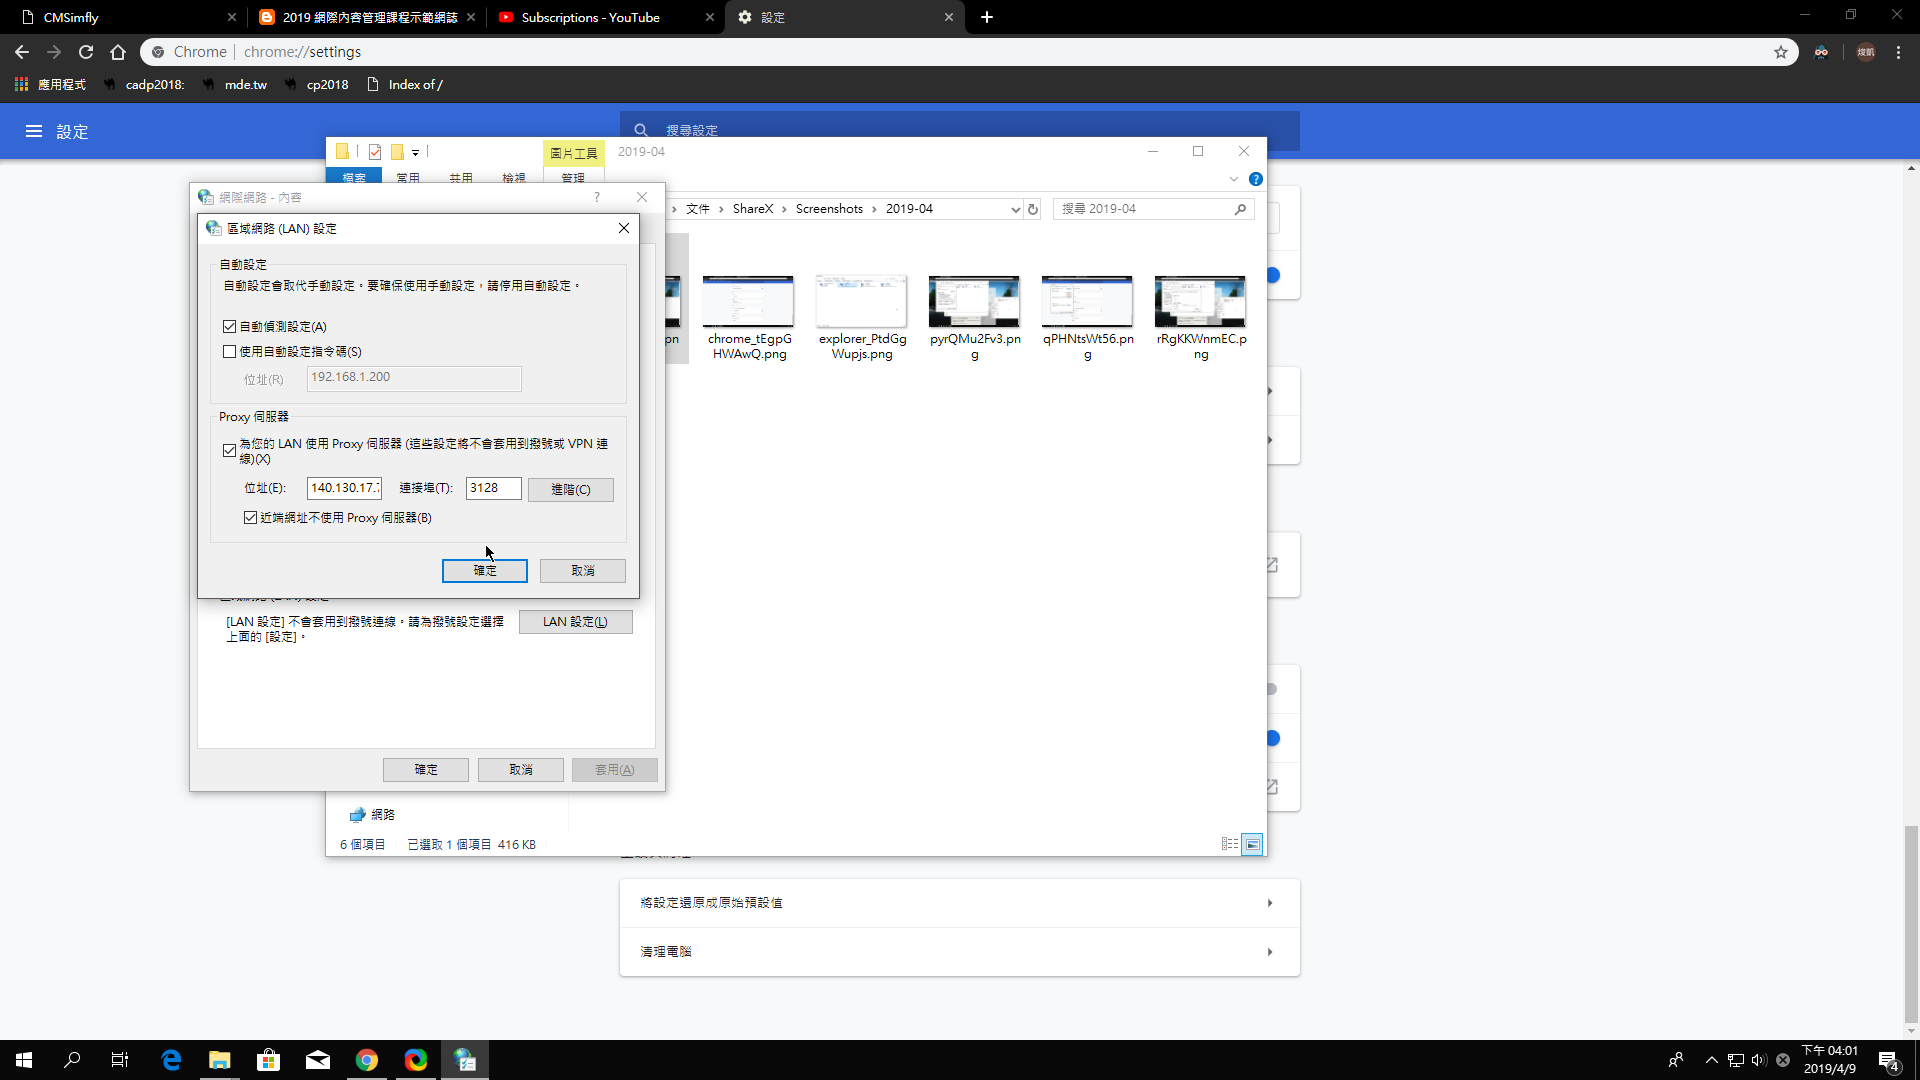 CMSimfly
2019 網際內容管理課程示範網誌
Subscriptions - YouTube
設定
Chrome
chrome://settings
應用程式
cadp2018:
mde.tw
cp2018
Index of /
設定
搜尋設定
圖片工具
2019-04
檔案
常用
共用
檢視
管理
文件
ShareX
Screenshots
2019-04
搜尋 2019-04
網際網路 - 內容
區域網路 (LAN) 設定
自動設定
自動設定會取代手動設定。要確保使用手動設定，請停用自動設定。
自動偵測設定(A)
使用自動設定指令碼(S)
位址(R)
192.168.1.200
Proxy 伺服器
為您的 LAN 使用 Proxy 伺服器 (這些設定將不會套用到撥號或 VPN 連
線)(X)
位址(E):
140.130.17.
連接埠(T):
3128
進階(C)
近端網址不使用 Proxy 伺服器(B)
確定
取消
[LAN 設定] 不會套用到撥號連線。請為撥號設定選擇
上面的 [設定]。
LAN 設定(L)
確定
取消
套用(A)
pn
chrome_tEgpG
HWAwQ.png
explorer_PtdGg
Wupjs.png
pyrQMu2Fv3.pn
g
qPHNtsWt56.pn
g
rRgKKWnmEC.p
ng
網路
6 個項目
已選取 1 個項目 416 KB
將設定還原成原始預設值
清理電腦
下午 04:01
2019/4/9
4